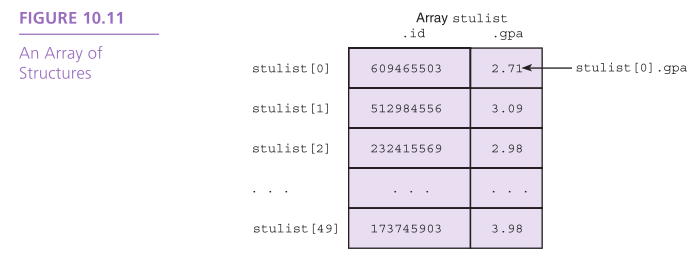 FIGURE 10.11
An Array of
Structures
Array stulist
.id .gpa
stulist[0] 609465503 2.71 stulist[0].gpa
stulist[1] 512984556 3.09
stulist[2] 232415569 2.98
. . . . . . . . .
stulist[49] 173745903 3.98